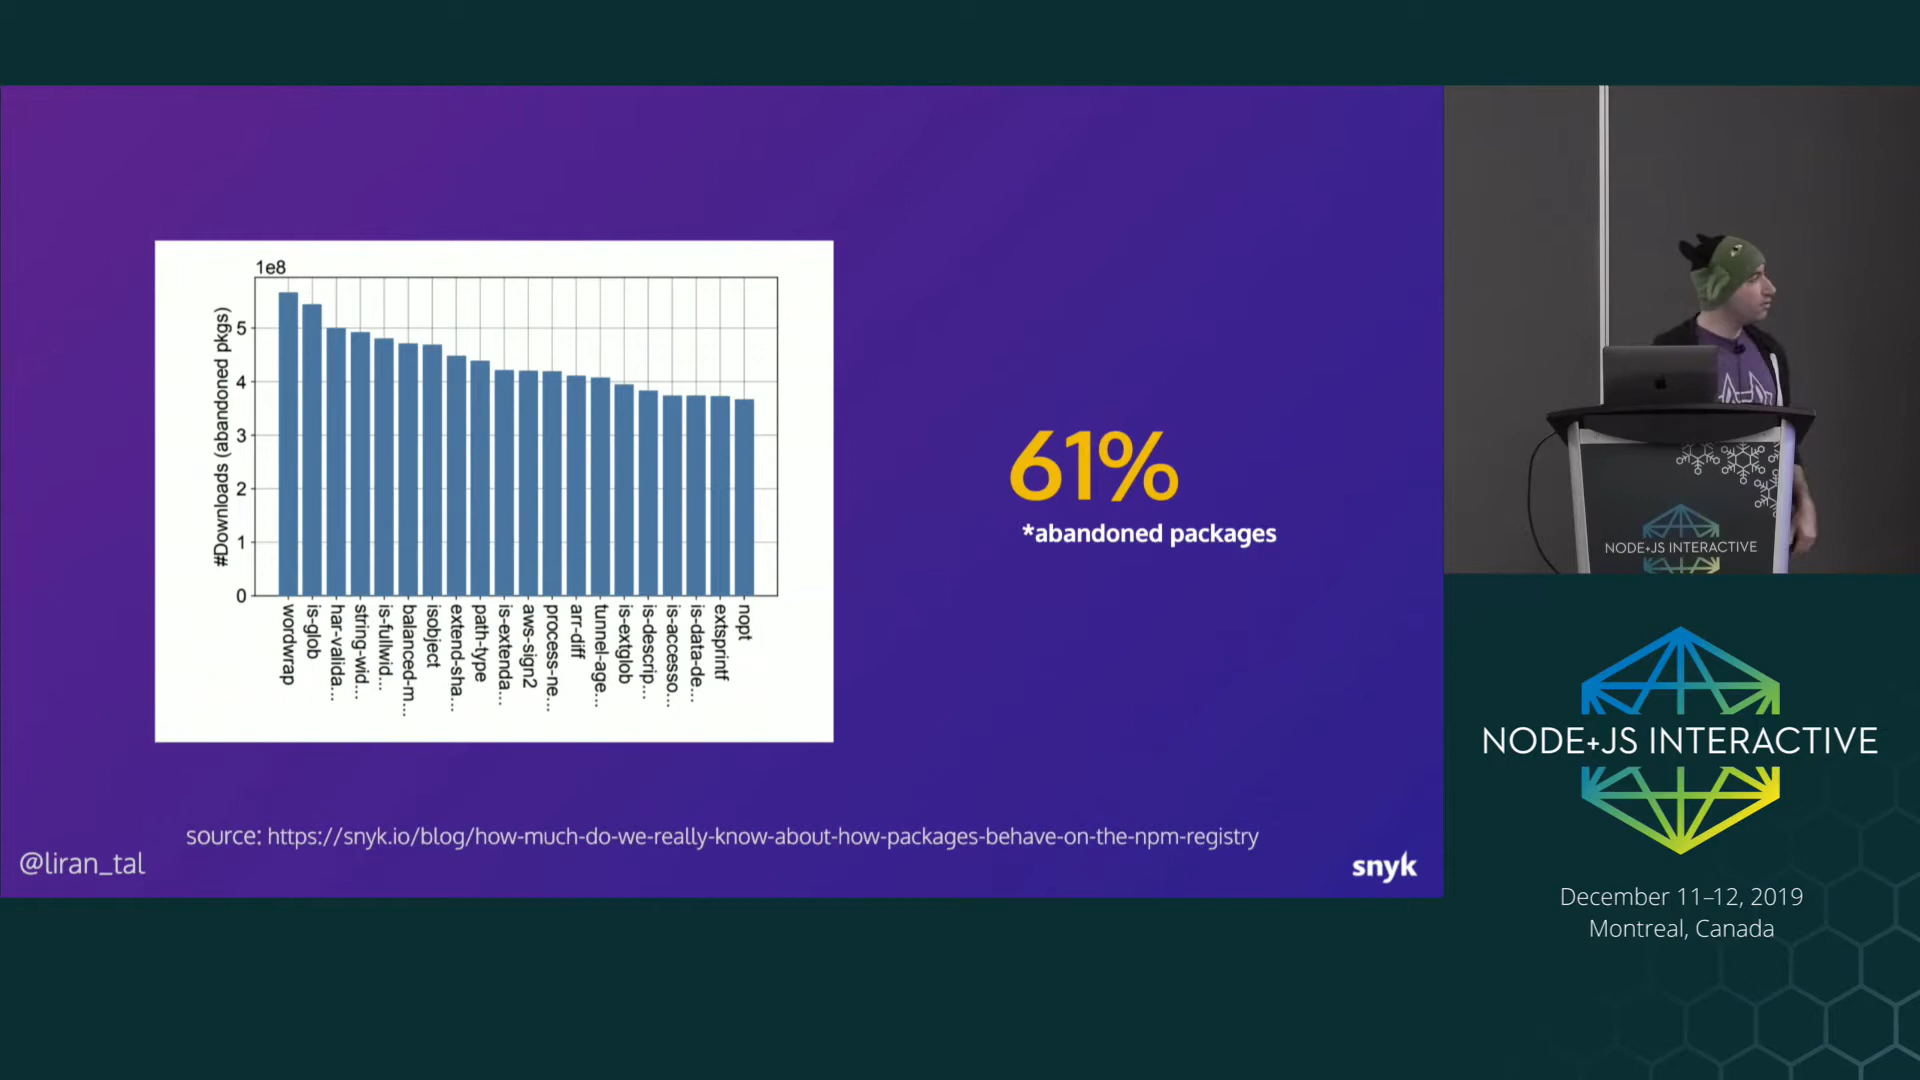 1e8
#Downloads (abandoned pkgs)
5
4
3
2
1
0
wordwrap
is-glob
har-valida...
string-wid...
is-fullwid...
balanced-m...
isobject
extend-sha...
path-type
is-extenda...
aws-sign2
process-ne...
arr-diff
tunnel-age...
is-extglob
is-descrip...
is-accesso...
is-data-de...
extsprintf
nopt
61%
*abandoned packages
source: https://snyk.io/blog/how-much-do-we-really-know-about-how-packages-behave-on-the-npm-registry
@liran_tal
snyk
NODE+JS INTERACTIVE
NODE+JS INTERACTIVE
December 11–12, 2019
Montreal, Canada